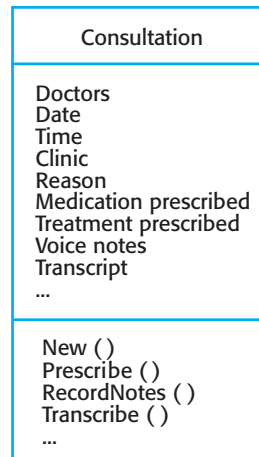 Consultation
Doctors
Date
Time
Clinic
Reason
Medication prescribed
Treatment prescribed
Voice notes
Transcript
...
New ( )
Prescribe ( )
RecordNotes ( )
Transcribe ( )
...